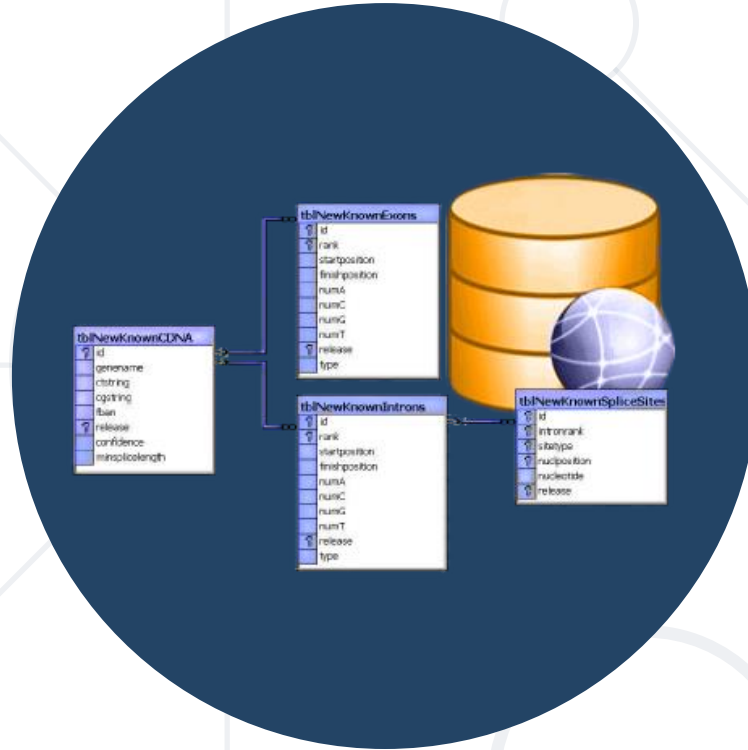 tblNewKnownCDNA
id
genename
ctstring
cgstring
fban
release
confidence
minsplicelength
tblNewKnownExons
id
rank
startposition
finishposition
numA
numC
numG
numT
release
type
tblNewKnownIntrons
id
rank
startposition
finishposition
numA
numC
numG
numT
release
type
tblNewKnownSpliceSites
id
intronrank
sitetype
nuclposition
nucleotide
release